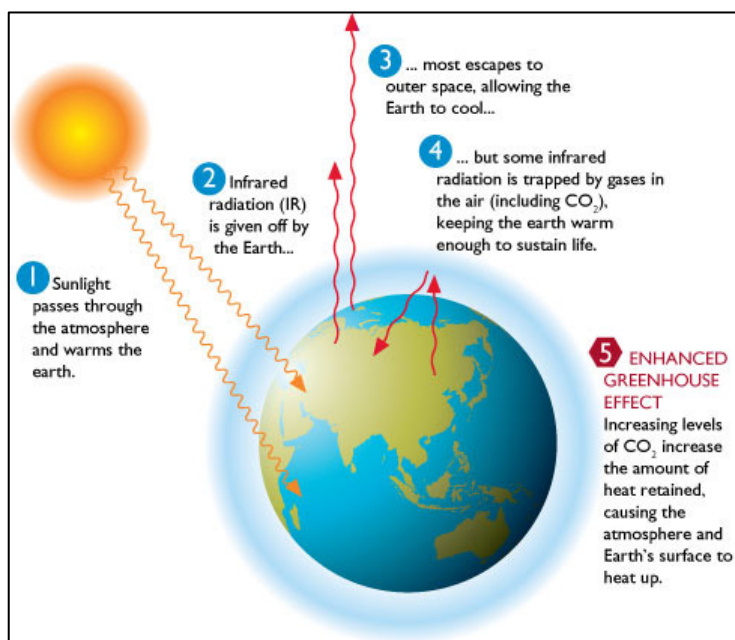 1 Sunlight
passes through
the atmosphere
and warms the
earth.
2 Infrared
radiation (IR)
is given off by
the Earth...
3 ... most escapes to
outer space, allowing the
Earth to cool...
4 ... but some infrared
radiation is trapped by gases in
the air (including CO₂),
keeping the earth warm
enough to sustain life.
5 ENHANCED
GREENHOUSE
EFFECT
Increasing levels
of CO₂ increase
the amount of
heat retained,
causing the
atmosphere and
Earth's surface to
heat up.